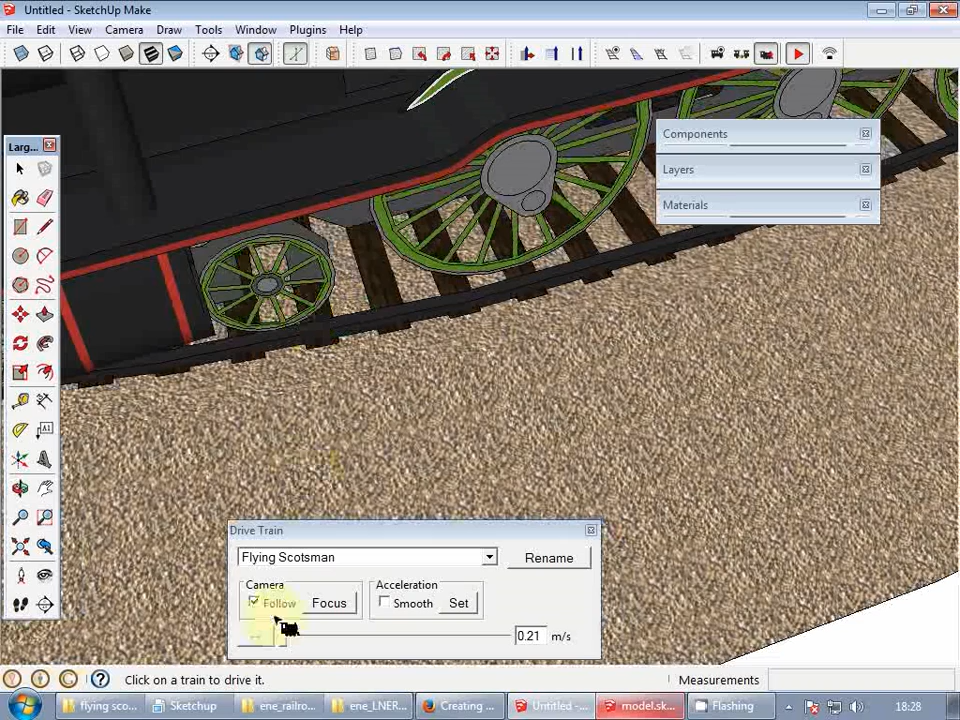 Untitled - SketchUp Make
File Edit View Camera Draw Tools Window Plugins Help
Larg...
Components
Layers
Materials
A1
Drive Train
Flying Scotsman
Rename
Camera
Acceleration
Follow
Focus
Smooth
Set
0.21 m/s
Click on a train to drive it.
Measurements
flying sco...
Sketchup
ene_railro...
ene_LNER...
Creating ...
Untitled -...
model.sk...
Flashing
18:28